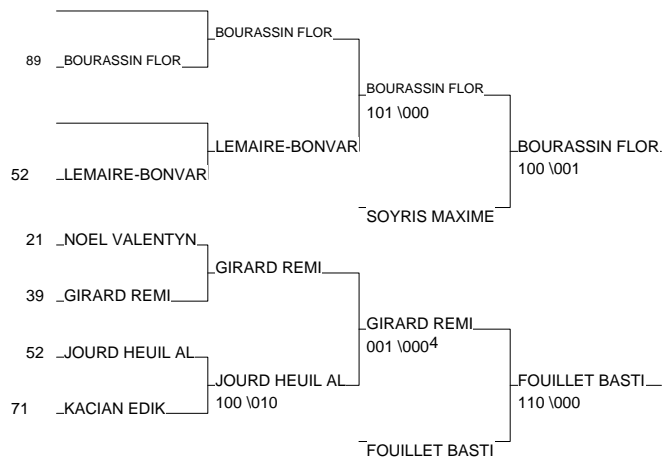 BOURASSIN FLOR
89 BOURASSIN FLOR
BOURASSIN FLOR
101 \000
LEMAIRE-BONVAR
BOURASSIN FLOR
100 \001
52 LEMAIRE-BONVAR
SOYRIS MAXIME
21 NOEL VALENTYN
GIRARD REMI
39 GIRARD REMI
GIRARD REMI
001 \0004
52 JOURD HEUIL AL
JOURD HEUIL AL
100 \010
FOUILLET BASTI
110 \000
71 KACIAN EDIK
FOUILLET BASTI